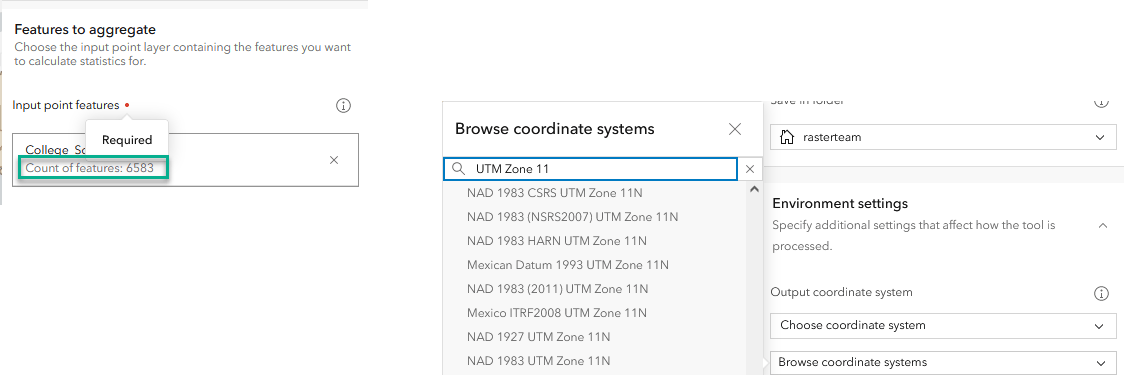 Features to aggregate
Choose the input point layer containing the features you want
to calculate statistics for.
Input point features
Required
College
Count of features: 6583
Browse coordinate systems
UTM Zone 11
NAD 1983 CSRS UTM Zone 11N
NAD 1983 (NSRS2007) UTM Zone 11N
NAD 1983 HARN UTM Zone 11N
Mexican Datum 1993 UTM Zone 11N
NAD 1983 (2011) UTM Zone 11N
Mexico ITRF2008 UTM Zone 11N
NAD 1927 UTM Zone 11N
NAD 1983 UTM Zone 11N
Save in folder
rasterteam
Environment settings
Specify additional settings that affect how the tool is
processed.
Output coordinate system
Choose coordinate system
Browse coordinate systems